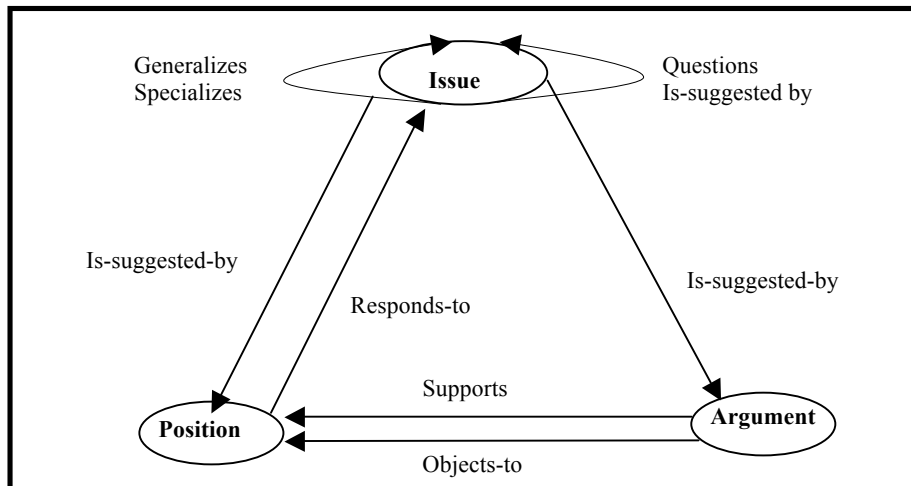 Generalizes
Specializes
Issue
Questions
Is-suggested by
Is-suggested-by
Responds-to
Is-suggested-by
Supports
Position
Argument
Objects-to